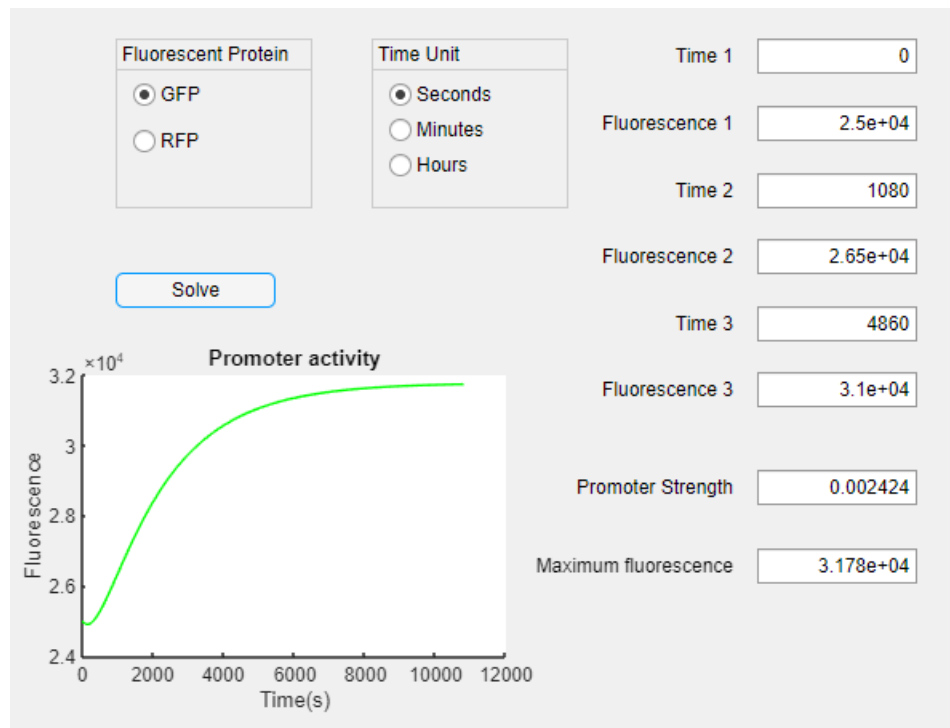 Fluorescent Protein
GFP
RFP
Time Unit
Seconds
Minutes
Hours
Time 1
0
Fluorescence 1
2.5e+04
Time 2
1080
Fluorescence 2
2.65e+04
Time 3
4860
Fluorescence 3
3.1e+04
Promoter Strength
0.002424
Maximum fluorescence
3.178e+04
Solve
Promoter activity
×10⁴
3.2
3
2.8
2.6
2.4
Fluorescence
0 2000 4000 6000 8000 10000 12000
Time(s)